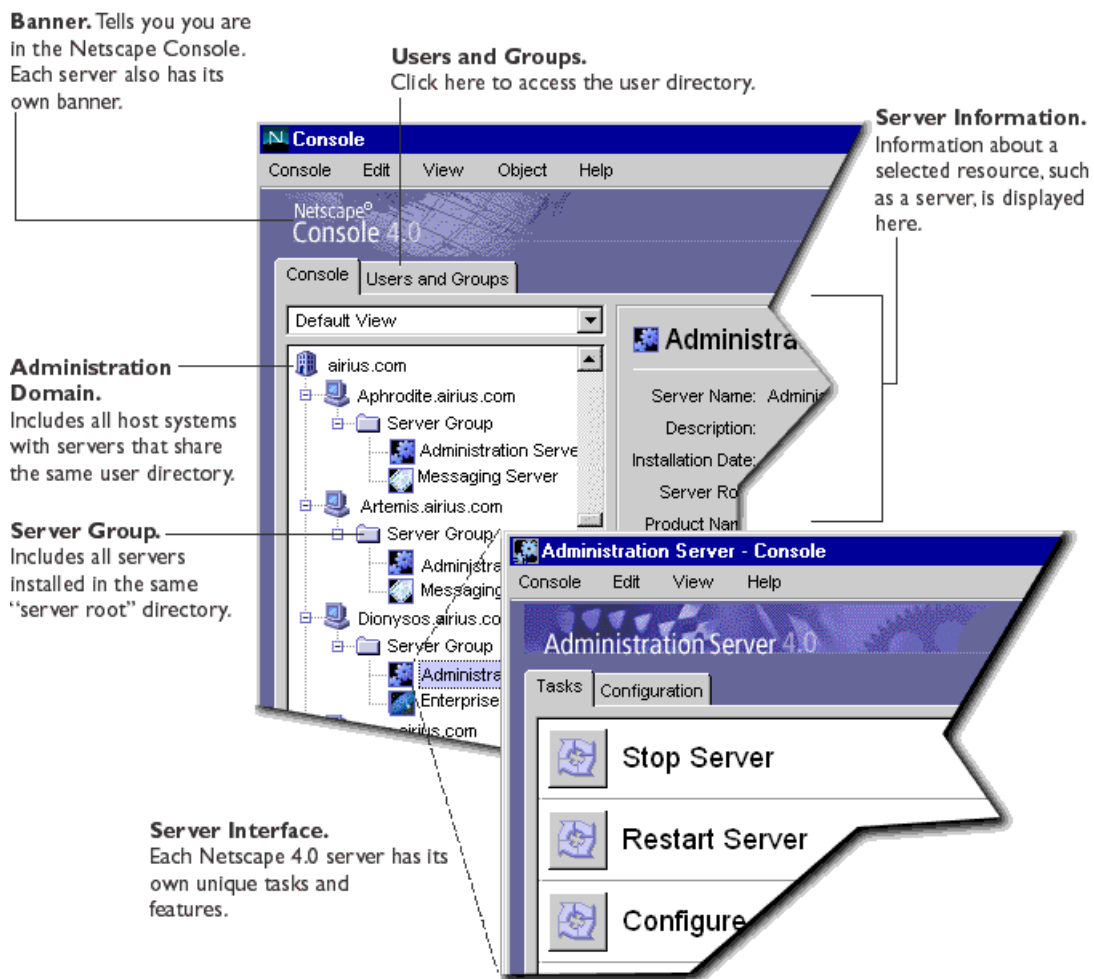 Banner. Tells you you are
in the Netscape Console.
Each server also has its
own banner.
Users and Groups.
Click here to access the user directory.
Server Information.
Information about a
selected resource, such
as a server, is displayed
here.
Administration
Domain.
Includes all host systems
with servers that share
the same user directory.
Server Group.
Includes all servers
installed in the same
“server root” directory.
Server Interface.
Each Netscape 4.0 server has its
own unique tasks and
features.
N Console
Console Edit View Object Help
Netscape®
Console 4.0
Console Users and Groups
Default View
airius.com
Aphrodite.airius.com
Server Group
Administration Serve
Messaging Server
Artemis.airius.com
Server Group
Administra
Messaging
Dionysos.airius.co
Server Group
Administra
Enterprise
airius.com
Administra
Server Name: Adminis
Description:
Installation Date:
Server Ro
Product Nam
Administration Server - Console
Console Edit View Help
Administration Server 4.0
Tasks Configuration
Stop Server
Restart Server
Configure